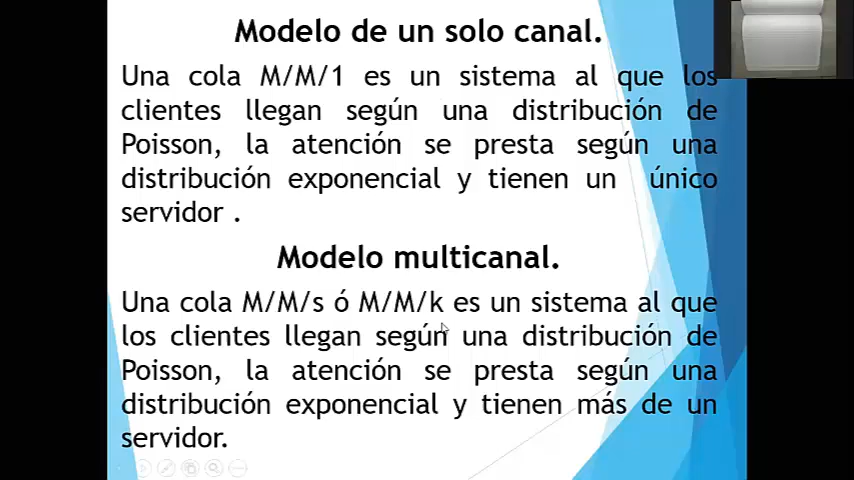 Modelo de un solo canal.
Una cola M/M/1 es un sistema al que los
clientes llegan según una distribución de
Poisson, la atención se presta según una
distribución exponencial y tienen un único
servidor .
Modelo multicanal.
Una cola M/M/s ó M/M/k es un sistema al que
los clientes llegan según una distribución de
Poisson, la atención se presta según una
distribución exponencial y tienen más de un
servidor.